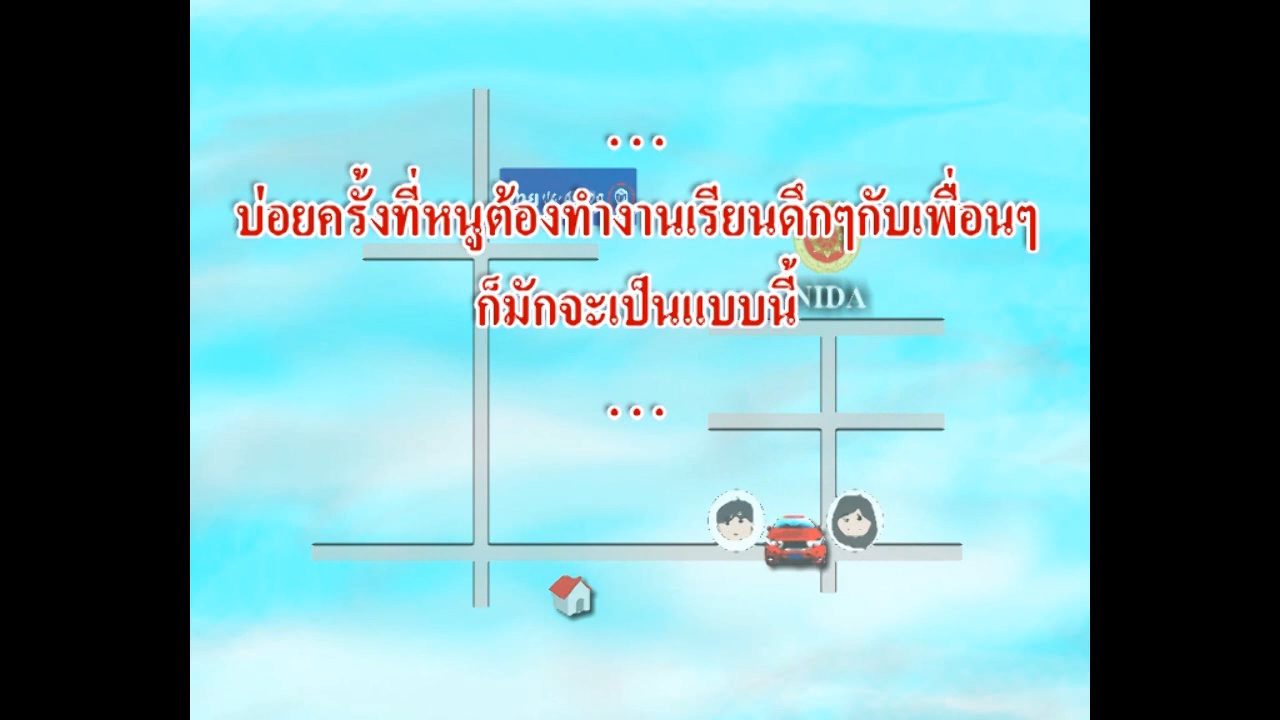 ...
บ่อยครั้งที่หนูต้องทำงานเรียนดึกๆกับเพื่อนๆ
ก็มักจะเป็นแบบนี้
NIDA
...